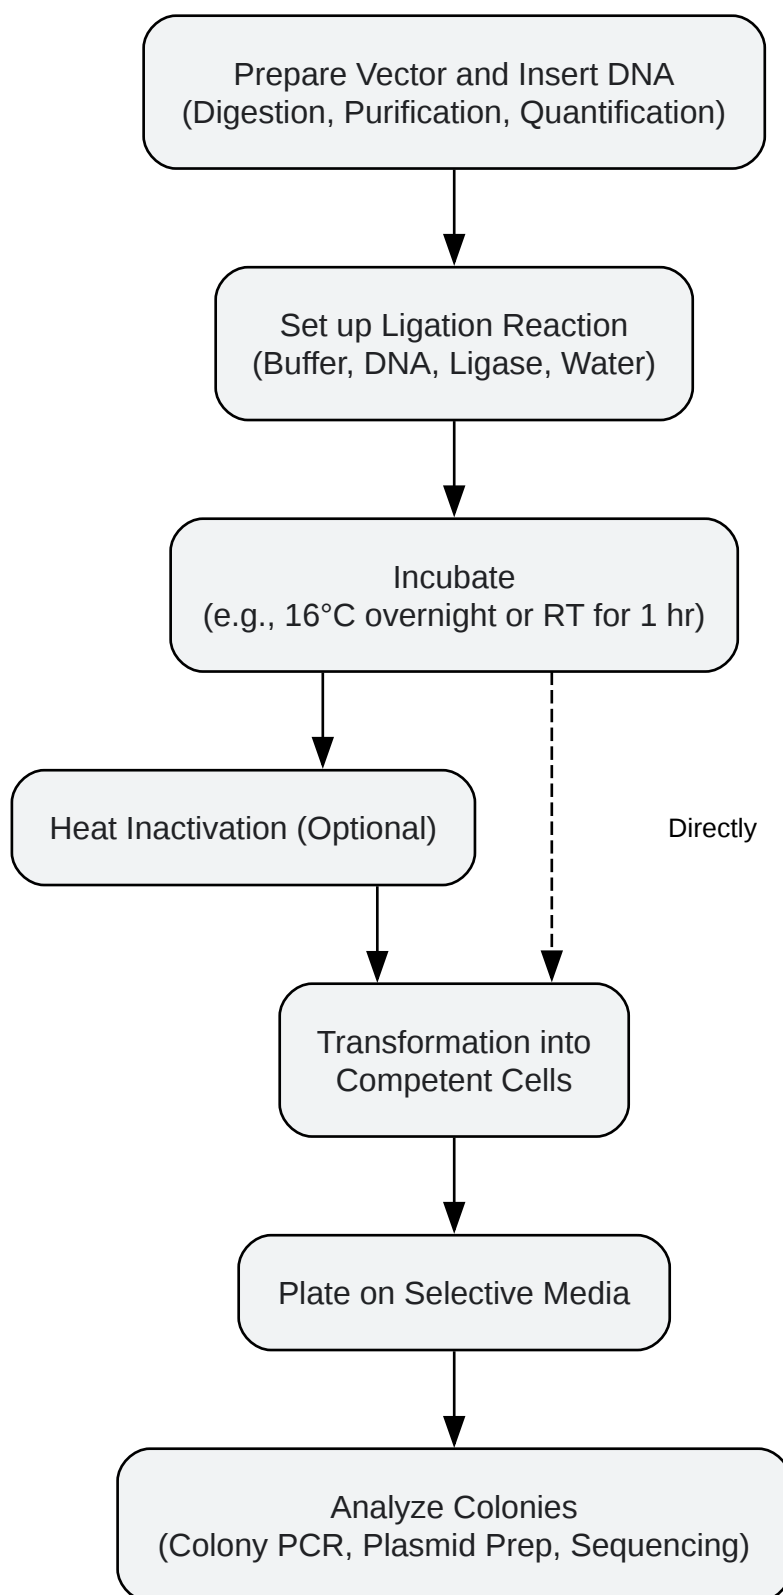 Prepare Vector and Insert DNA
(Digestion, Purification, Quantification)
Set up Ligation Reaction
(Buffer, DNA, Ligase, Water)
Incubate
(e.g., 16°C overnight or RT for 1 hr)
Heat Inactivation (Optional)
Directly
Transformation into
Competent Cells
Plate on Selective Media
Analyze Colonies
(Colony PCR, Plasmid Prep, Sequencing)